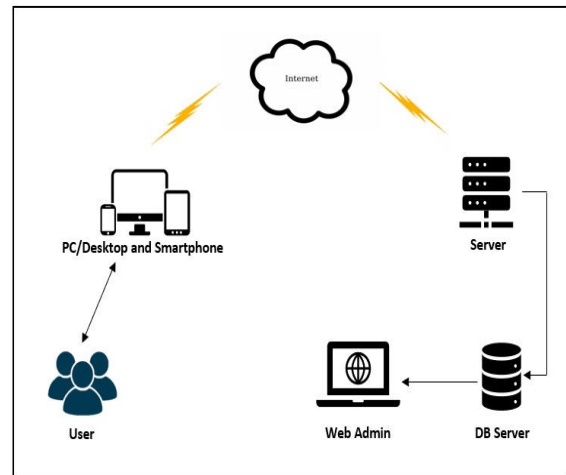 Internet
PC/Desktop and Smartphone
Server
User
Web Admin
DB Server